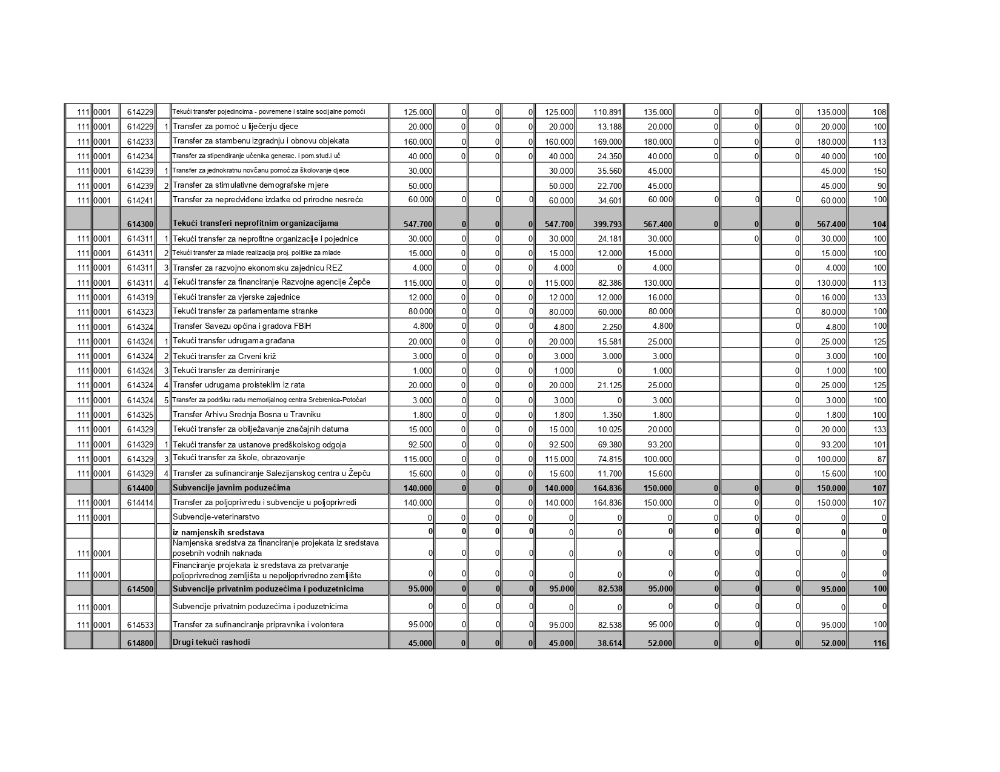 111 0001 614229 Tekući transfer pojedincima - povremene i stalne socijalne pomoći 125.000 0 0 0 125.000 110.891 135.000 0 0 0 135.000 108
111 0001 614229 1 Transfer za pomoć u liječenju djece 20.000 0 0 0 20.000 13.188 20.000 0 0 0 20.000 100
111 0001 614233 Transfer za stambenu izgradnju i obnovu objekata 160.000 0 0 0 160.000 169.000 180.000 0 0 0 180.000 113
111 0001 614234 Transfer za stipendiranje učenika generac. i pom.stud.i uč 40.000 0 0 0 40.000 24.350 40.000 0 0 0 40.000 100
111 0001 614239 1 Transfer za jednokratnu novčanu pomoć za školovanje djece 30.000 30.000 35.560 45.000 45.000 150
111 0001 614239 2 Transfer za stimulativne demografske mjere 50.000 50.000 22.700 45.000 45.000 90
111 0001 614241 Transfer za nepredviđene izdatke od prirodne nesreće 60.000 0 0 0 60.000 34.601 60.000 0 0 0 60.000 100
614300 Tekući transferi neprofitnim organizacijama 547.700 0 0 0 547.700 399.793 567.400 0 0 0 567.400 104
111 0001 614311 1 Tekući transfer za neprofitne organizacije i pojednice 30.000 0 0 0 30.000 24.181 30.000 0 0 30.000 100
111 0001 614311 2 Tekući transfer za mlade realizacija proj. politike za mlade 15.000 0 0 0 15.000 12.000 15.000 0 15.000 100
111 0001 614311 3 Transfer za razvojno ekonomsku zajednicu REZ 4.000 0 0 0 4.000 0 4.000 0 4.000 100
111 0001 614311 4 Tekući transfer za financiranje Razvojne agencije Žepče 115.000 0 0 0 115.000 82.386 130.000 0 130.000 113
111 0001 614319 Tekući transfer za vjerske zajednice 12.000 0 0 0 12.000 12.000 16.000 0 16.000 133
111 0001 614323 Tekući transfer za parlamentarne stranke 80.000 0 0 0 80.000 60.000 80.000 0 80.000 100
111 0001 614324 Transfer Savezu općina i gradova FBiH 4.800 0 0 0 4.800 2.250 4.800 0 4.800 100
111 0001 614324 1 Tekući transfer udrugama građana 20.000 0 0 0 20.000 15.581 25.000 0 25.000 125
111 0001 614324 2 Tekući transfer za Crveni križ 3.000 0 0 0 3.000 3.000 3.000 0 3.000 100
111 0001 614324 3 Tekući transfer za deminiranje 1.000 0 0 0 1.000 0 1.000 0 1.000 100
111 0001 614324 4 Transfer udrugama proisteklim iz rata 20.000 0 0 0 20.000 21.125 25.000 0 25.000 125
111 0001 614324 5 Transfer za podršku radu memorijalnog centra Srebrenica-Potočari 3.000 0 0 0 3.000 0 3.000 0 3.000 100
111 0001 614325 Transfer Arhivu Srednja Bosna u Travniku 1.800 0 0 0 1.800 1.350 1.800 0 1.800 100
111 0001 614329 Tekući transfer za obilježavanje značajnih datuma 15.000 0 0 0 15.000 10.025 20.000 0 20.000 133
111 0001 614329 1 Tekući transfer za ustanove predškolskog odgoja 92.500 0 0 0 92.500 69.380 93.200 0 93.200 101
111 0001 614329 3 Tekući transfer za škole, obrazovanje 115.000 0 0 0 115.000 74.815 100.000 0 100.000 87
111 0001 614329 4 Transfer za sufinanciranje Salezijanskog centra u Žepču 15.600 0 0 0 15.600 11.700 15.600 0 15.600 100
614400 Subvencije javnim poduzećima 140.000 0 0 0 140.000 164.836 150.000 0 0 0 150.000 107
111 0001 614414 Transfer za poljoprivredu i subvencije u poljoprivredi 140.000 0 0 140.000 164.836 150.000 0 0 0 150.000 107
111 0001 Subvencije-veterinarstvo 0 0 0 0 0 0 0 0 0 0 0 0
iz namjenskih sredstava 0 0 0 0 0 0 0 0 0 0 0 0
Namjenska sredstva za financiranje projekata iz sredstava
111 0001 posebnih vodnih naknada 0 0 0 0 0 0 0 0 0 0 0 0
Financiranje projekata iz sredstava za pretvaranje
111 0001 poljoprivrednog zemljišta u nepoljoprivredno zemljište 0 0 0 0 0 0 0 0 0 0 0 0
614500 Subvencije privatnim poduzećima i poduzetnicima 95.000 0 0 0 95.000 82.538 95.000 0 0 0 95.000 100
111 0001 Subvencije privatnim poduzećima i poduzetnicima 0 0 0 0 0 0 0 0 0 0 0 0
111 0001 614533 Transfer za sufinanciranje pripravnika i volontera 95.000 0 0 0 95.000 82.538 95.000 0 0 0 95.000 100
614800 Drugi tekući rashodi 45.000 0 0 0 45.000 38.614 52.000 0 0 0 52.000 116